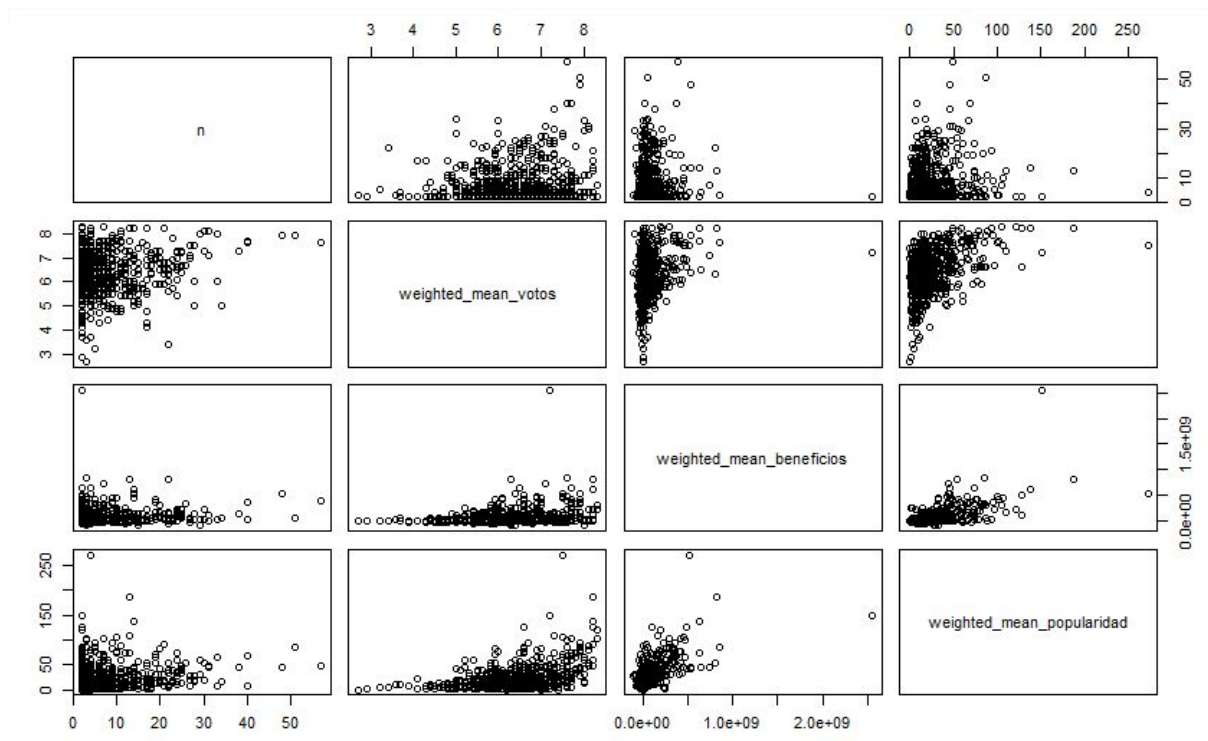 3 4 5 6 7 8
0 50 100 150 200 250
n
0 10 30 50
3 4 5 6 7 8
weighted_mean_votos
weighted_mean_beneficios
0.0e+00 1.5e+09
0 50 150 250
weighted_mean_popularidad
0 10 20 30 40 50
0.0e+00 1.0e+09 2.0e+09